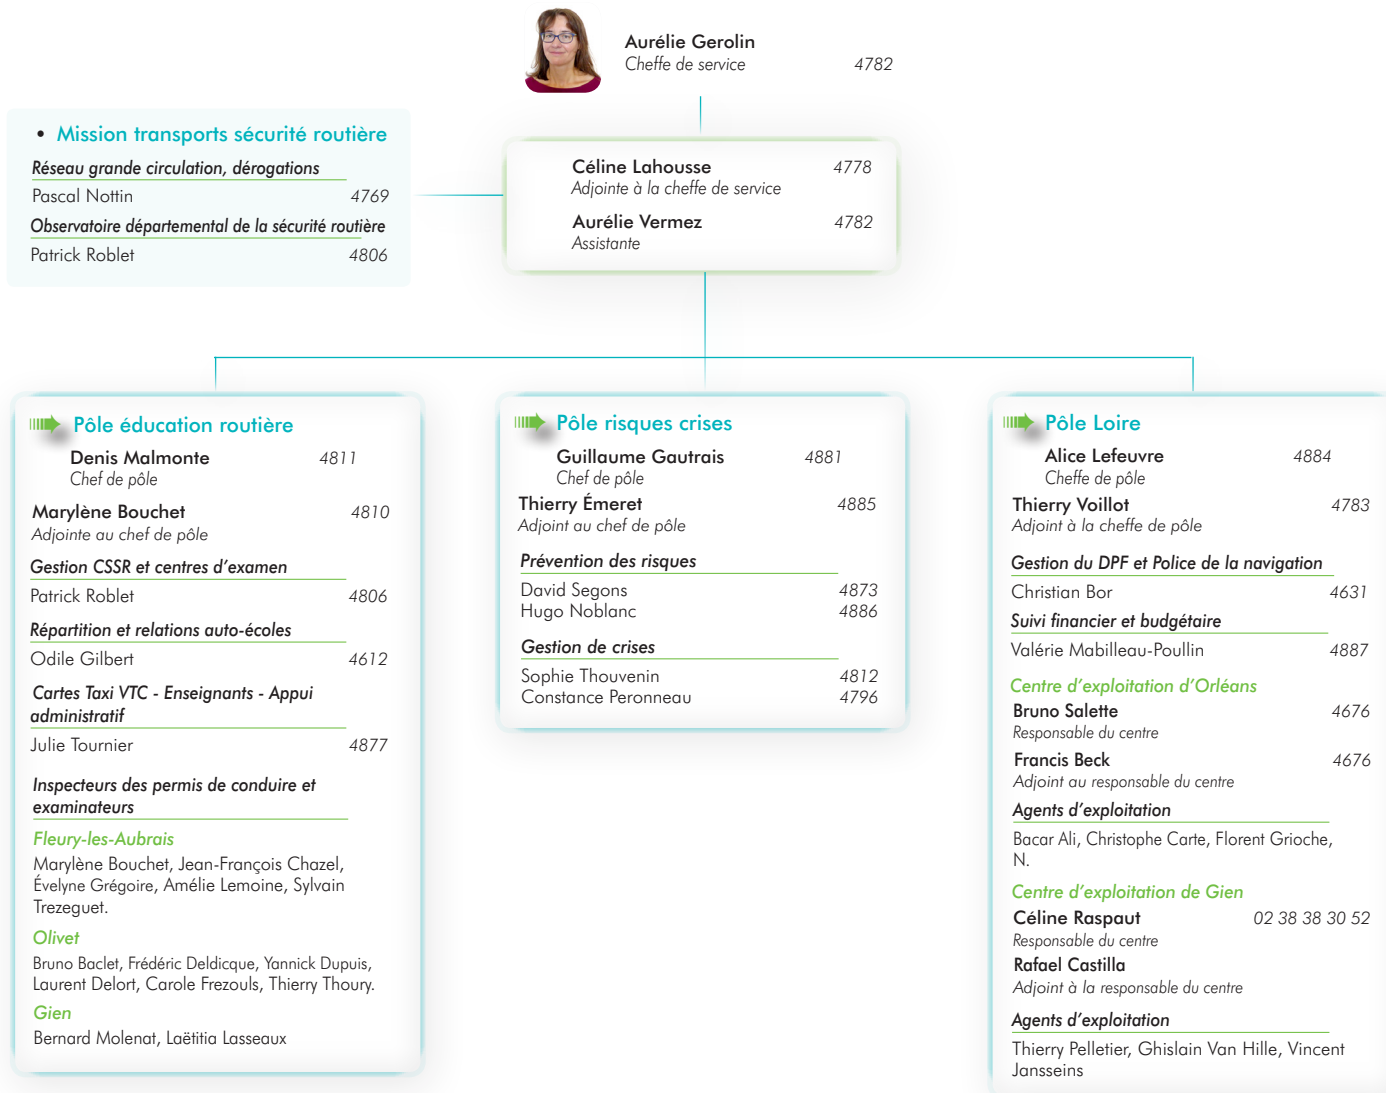 Aurélie Gerolin
Cheffe de service 4782
• Mission transports sécurité routière
Réseau grande circulation, dérogations
Pascal Nottin 4769
Observatoire départemental de la sécurité routière
Patrick Roblet 4806
Céline Lahousse 4778
Adjointe à la cheffe de service
Aurélie Vermez 4782
Assistante
Pôle éducation routière
Denis Malmonte 4811
Chef de pôle
Marylène Bouchet 4810
Adjointe au chef de pôle
Gestion CSSR et centres d’examen
Patrick Roblet 4806
Répartition et relations auto-écoles
Odile Gilbert 4612
Cartes Taxi VTC - Enseignants - Appui
administratif
Julie Tournier 4877
Inspecteurs des permis de conduire et
examinateurs
Fleury-les-Aubrais
Marylène Bouchet, Jean-François Chazel,
Évelyne Grégoire, Amélie Lemoine, Sylvain
Trezeguet.
Olivet
Bruno Baclet, Frédéric Deldicque, Yannick Dupuis,
Laurent Delort, Carole Frezouls, Thierry Thoury.
Gien
Bernard Molenat, Laëtitia Lasseaux
Pôle risques crises
Guillaume Gautrais 4881
Chef de pôle
Thierry Émeret 4885
Adjoint au chef de pôle
Prévention des risques
David Segons 4873
Hugo Noblanc 4886
Gestion de crises
Sophie Thouvenin 4812
Constance Peronneau 4796
Pôle Loire
Alice Lefeuvre 4884
Cheffe de pôle
Thierry Voillot 4783
Adjoint à la cheffe de pôle
Gestion du DPF et Police de la navigation
Christian Bor 4631
Suivi financier et budgétaire
Valérie Mabilleau-Poullin 4887
Centre d’exploitation d’Orléans
Bruno Salette 4676
Responsable du centre
Francis Beck 4676
Adjoint au responsable du centre
Agents d’exploitation
Bacar Ali, Christophe Carte, Florent Grioche,
N.
Centre d’exploitation de Gien
Céline Raspaut 02 38 38 30 52
Responsable du centre
Rafael Castilla
Adjoint à la responsable du centre
Agents d’exploitation
Thierry Pelletier, Ghislain Van Hille, Vincent
Jansseins